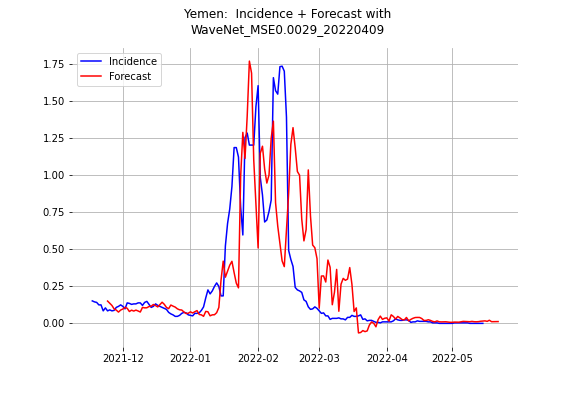 Yemen:  Incidence + Forecast with
WaveNet_MSE0.0029_20220409
Incidence
Forecast
1.75
1.50
1.25
1.00
0.75
0.50
0.25
0.00
2021-12 2022-01 2022-02 2022-03 2022-04 2022-05